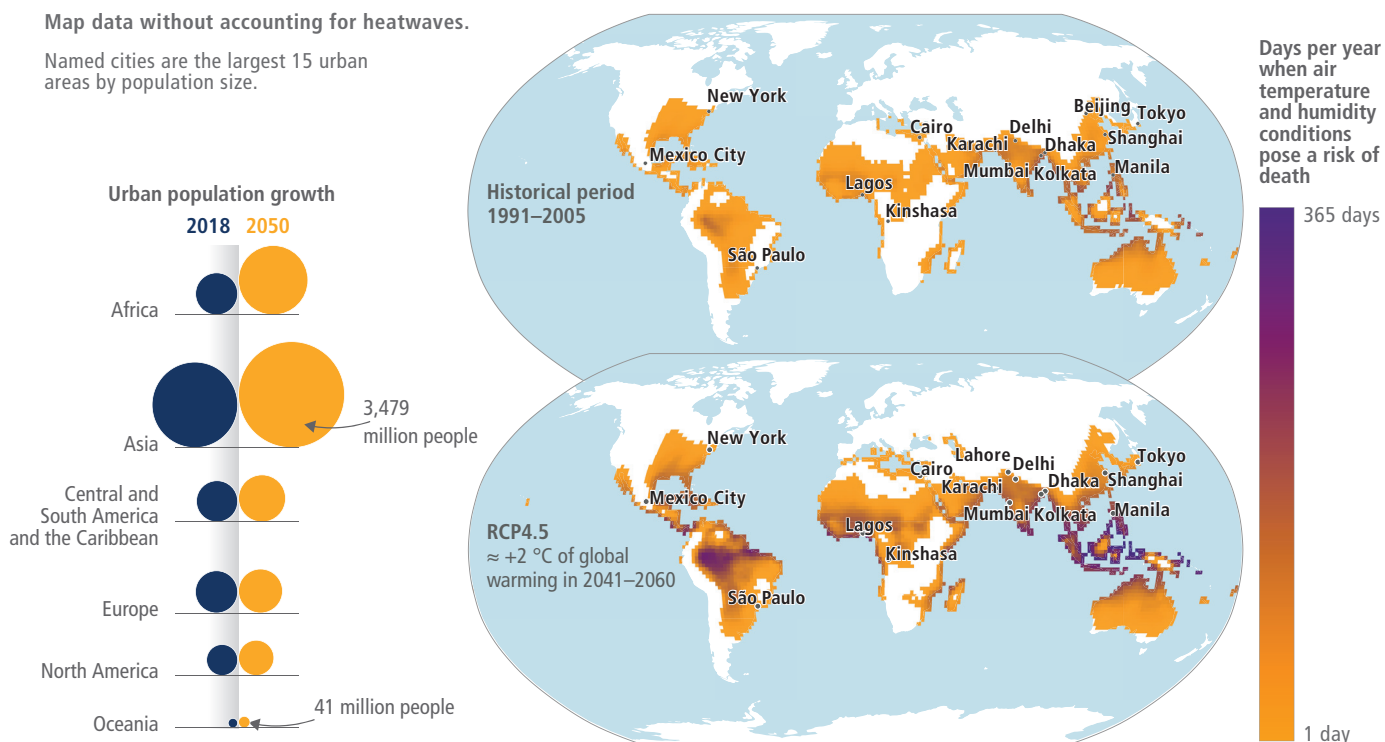 Map data without accounting for heatwaves.
Named cities are the largest 15 urban
areas by population size.
Urban population growth
2018 2050
Africa
Asia
3,479
million people
Central and
South America
and the Caribbean
Europe
North America
Oceania
41 million people
Historical period
1991–2005
New York
Mexico City
São Paulo
Lagos
Cairo
Kinshasa
Karachi
Delhi
Mumbai
Dhaka
Kolkata
Beijing
Tokyo
Shanghai
Manila
RCP4.5
≈ +2 °C of global
warming in 2041–2060
New York
Mexico City
São Paulo
Lagos
Cairo
Kinshasa
Lahore
Karachi
Delhi
Mumbai
Dhaka
Kolkata
Tokyo
Shanghai
Manila
Days per year
when air
temperature
and humidity
conditions
pose a risk of
death
365 days
1 day